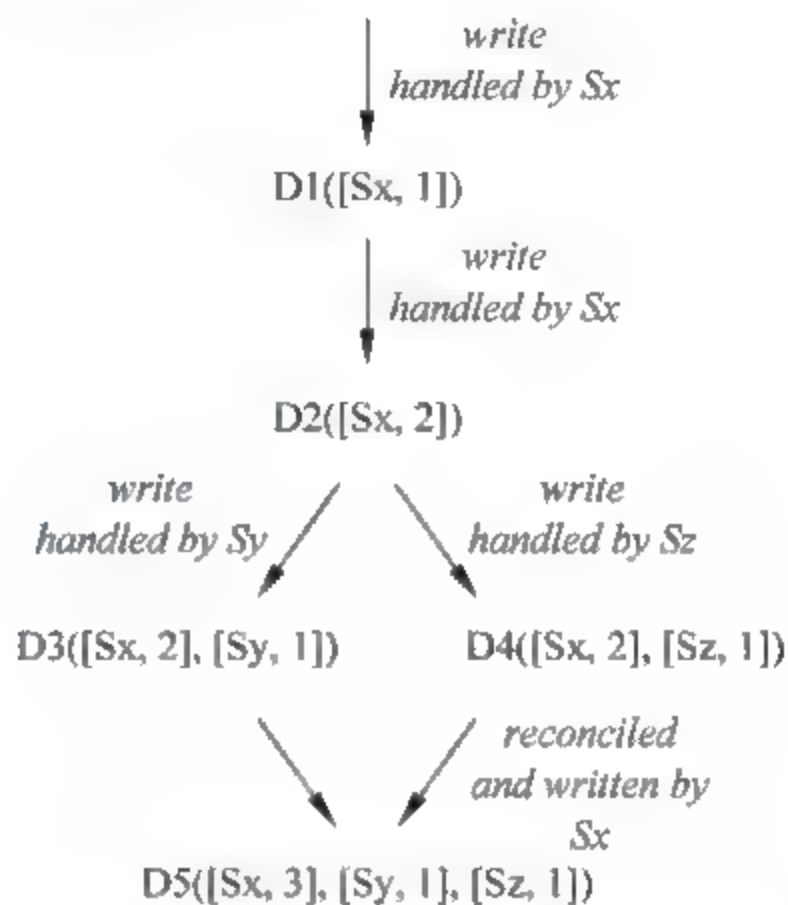 write
handled by Sx
D1([Sx, 1])
write
handled by Sx
D2([Sx, 2])
write
handled by Sy
write
handled by Sz
D3([Sx, 2], [Sy, 1])
D4([Sx, 2], [Sz, 1])
reconciled
and written by
Sx
D5([Sx, 3], [Sy, 1], [Sz, 1])